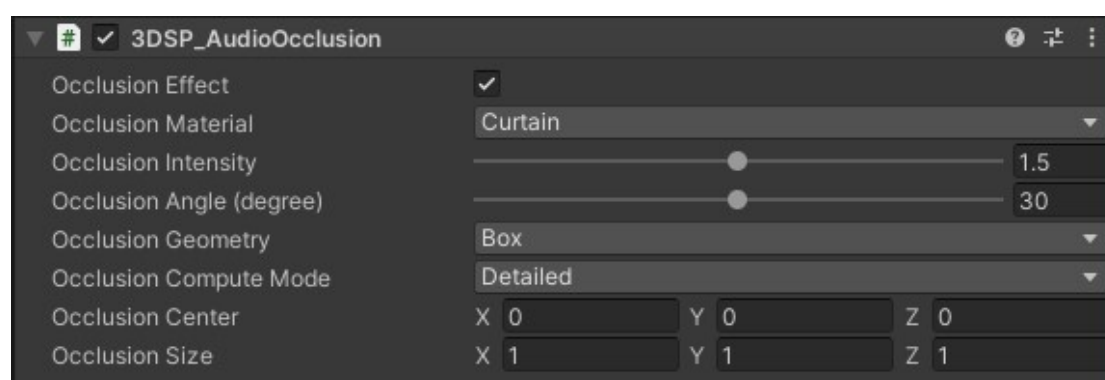 # 3DSP_AudioOcclusion ?
Occlusion Effect
Occlusion Material Curtain
Occlusion Intensity 1.5
Occlusion Angle (degree) 30
Occlusion Geometry Box
Occlusion Compute Mode Detailed
Occlusion Center X 0 Y 0 Z 0
Occlusion Size X 1 Y 1 Z 1